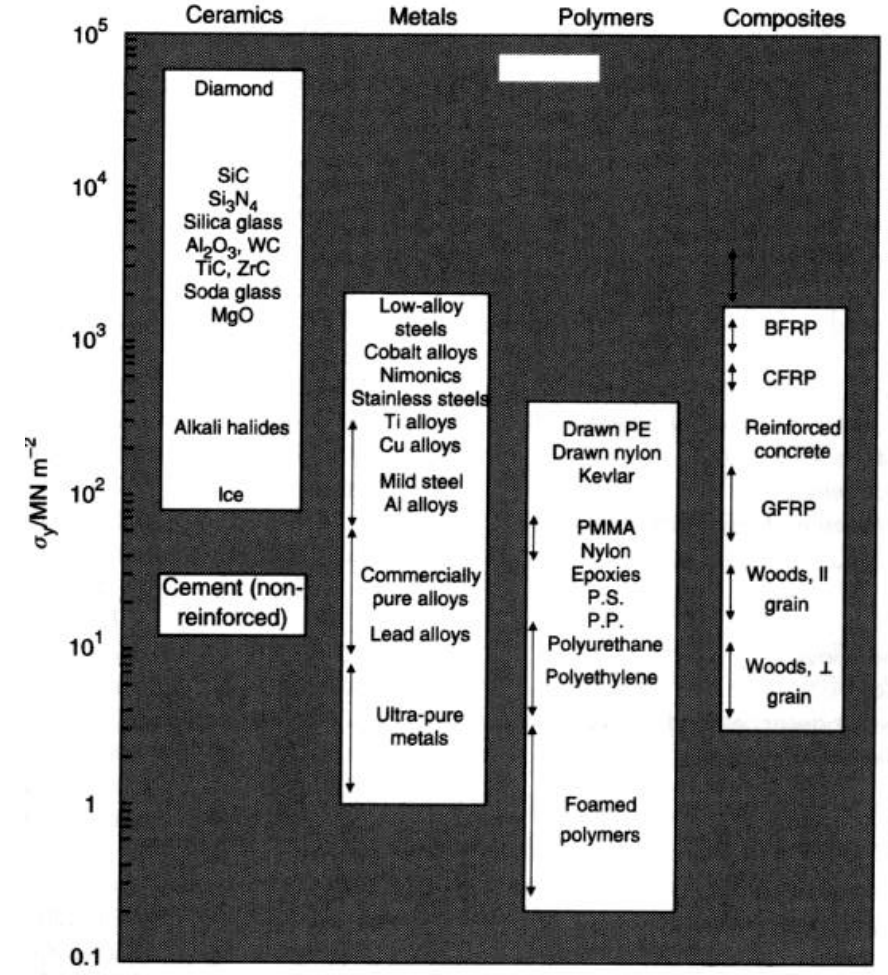 Ceramics
Metals
Polymers
Composites
10⁵
10⁴
10³
10²
10¹
1
0.1
σy/MN m⁻²
Diamond
SiC
Si₃N₄
Silica glass
Al₂O₃, WC
TiC, ZrC
Soda glass
MgO
Alkali halides
Ice
Cement (non-
reinforced)
Low-alloy
steels
Cobalt alloys
Nimonics
Stainless steels
Ti alloys
Cu alloys
Mild steel
Al alloys
Commercially
pure alloys
Lead alloys
Ultra-pure
metals
Drawn PE
Drawn nylon
Kevlar
PMMA
Nylon
Epoxies
P.S.
P.P.
Polyurethane
Polyethylene
Foamed
polymers
BFRP
CFRP
Reinforced
concrete
GFRP
Woods, ||
grain
Woods, ⊥
grain